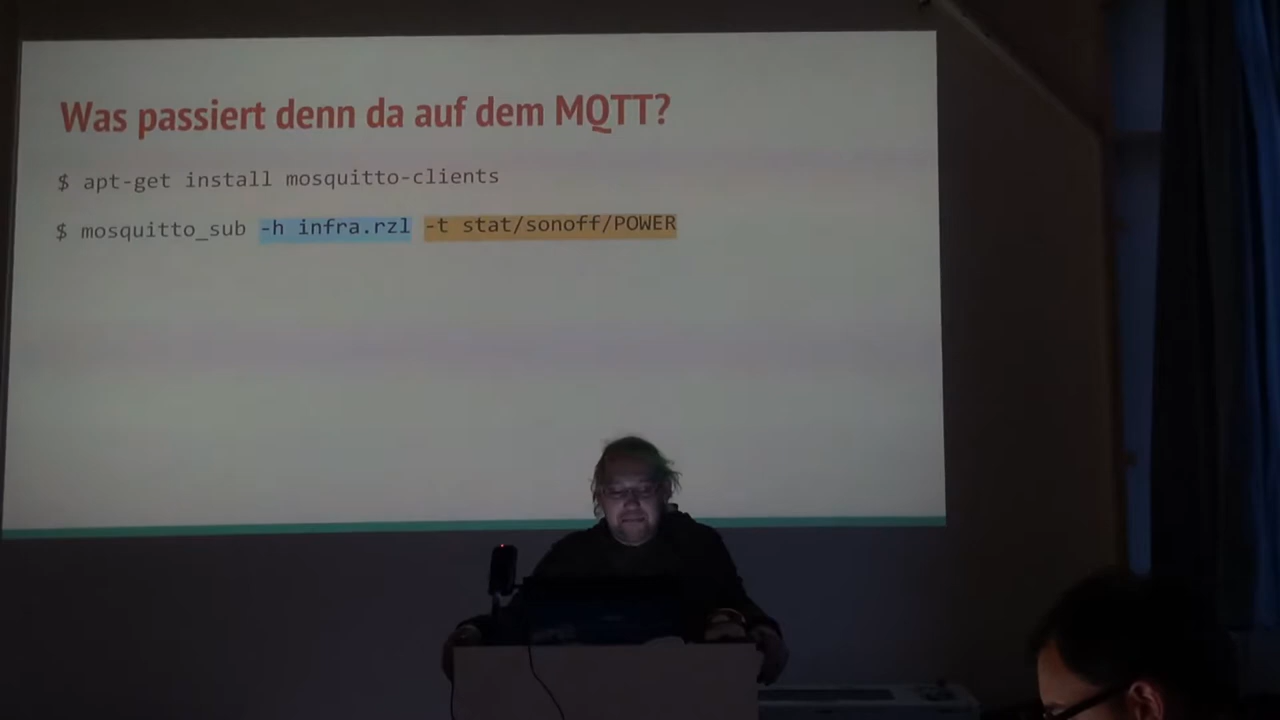 Was passiert denn da auf dem MQTT?
$ apt-get install mosquitto-clients
$ mosquitto_sub -h infra.rzl -t stat/sonoff/POWER